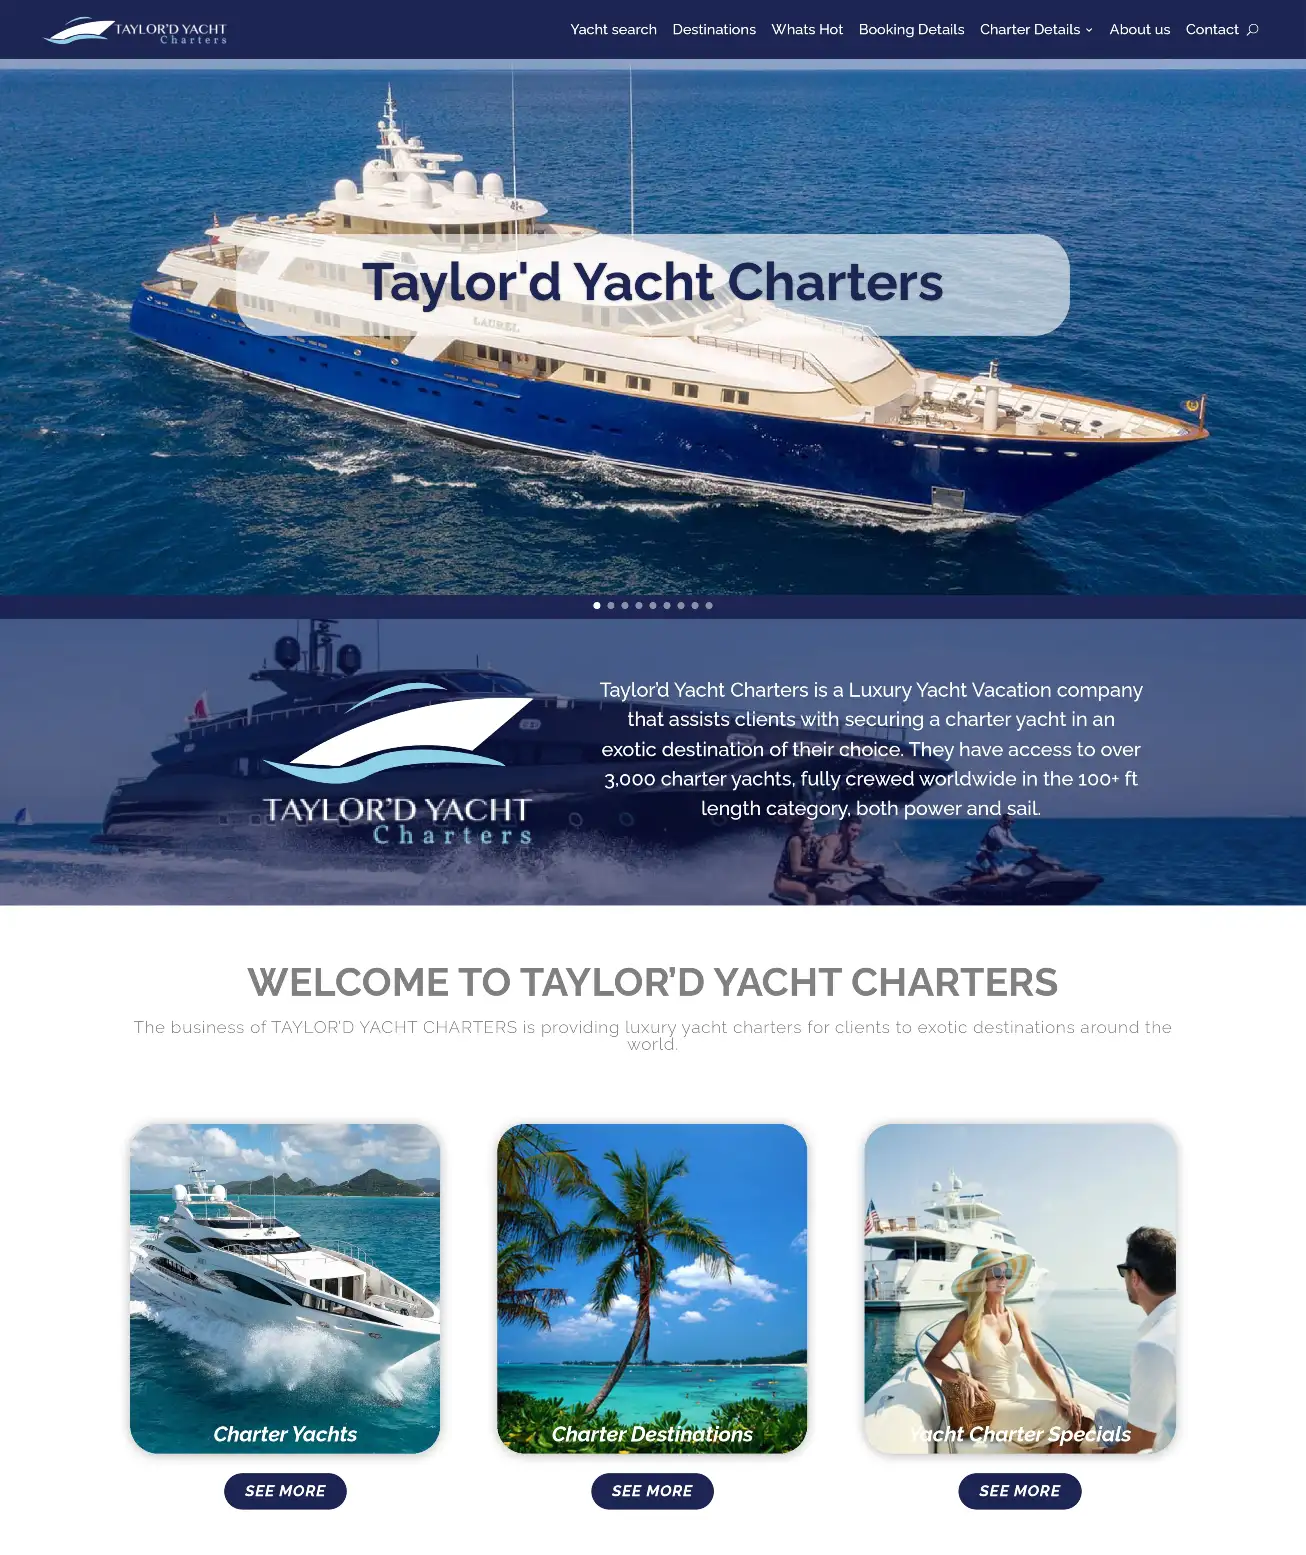 TAYLOR'D YACHT
Charters
Yacht search Destinations Whats Hot Booking Details Charter Details About us Contact
Taylor'd Yacht Charters
LAUREL
Taylor’d Yacht Charters is a Luxury Yacht Vacation company
that assists clients with securing a charter yacht in an
exotic destination of their choice. They have access to over
3,000 charter yachts, fully crewed worldwide in the 100+ ft
length category, both power and sail.
TAYLOR'D YACHT
Charters
WELCOME TO TAYLOR’D YACHT CHARTERS
The business of TAYLOR’D YACHT CHARTERS is providing luxury yacht charters for clients to exotic destinations around the
world.
Charter Yachts
Charter Destinations
Yacht Charter Specials
SEE MORE
SEE MORE
SEE MORE